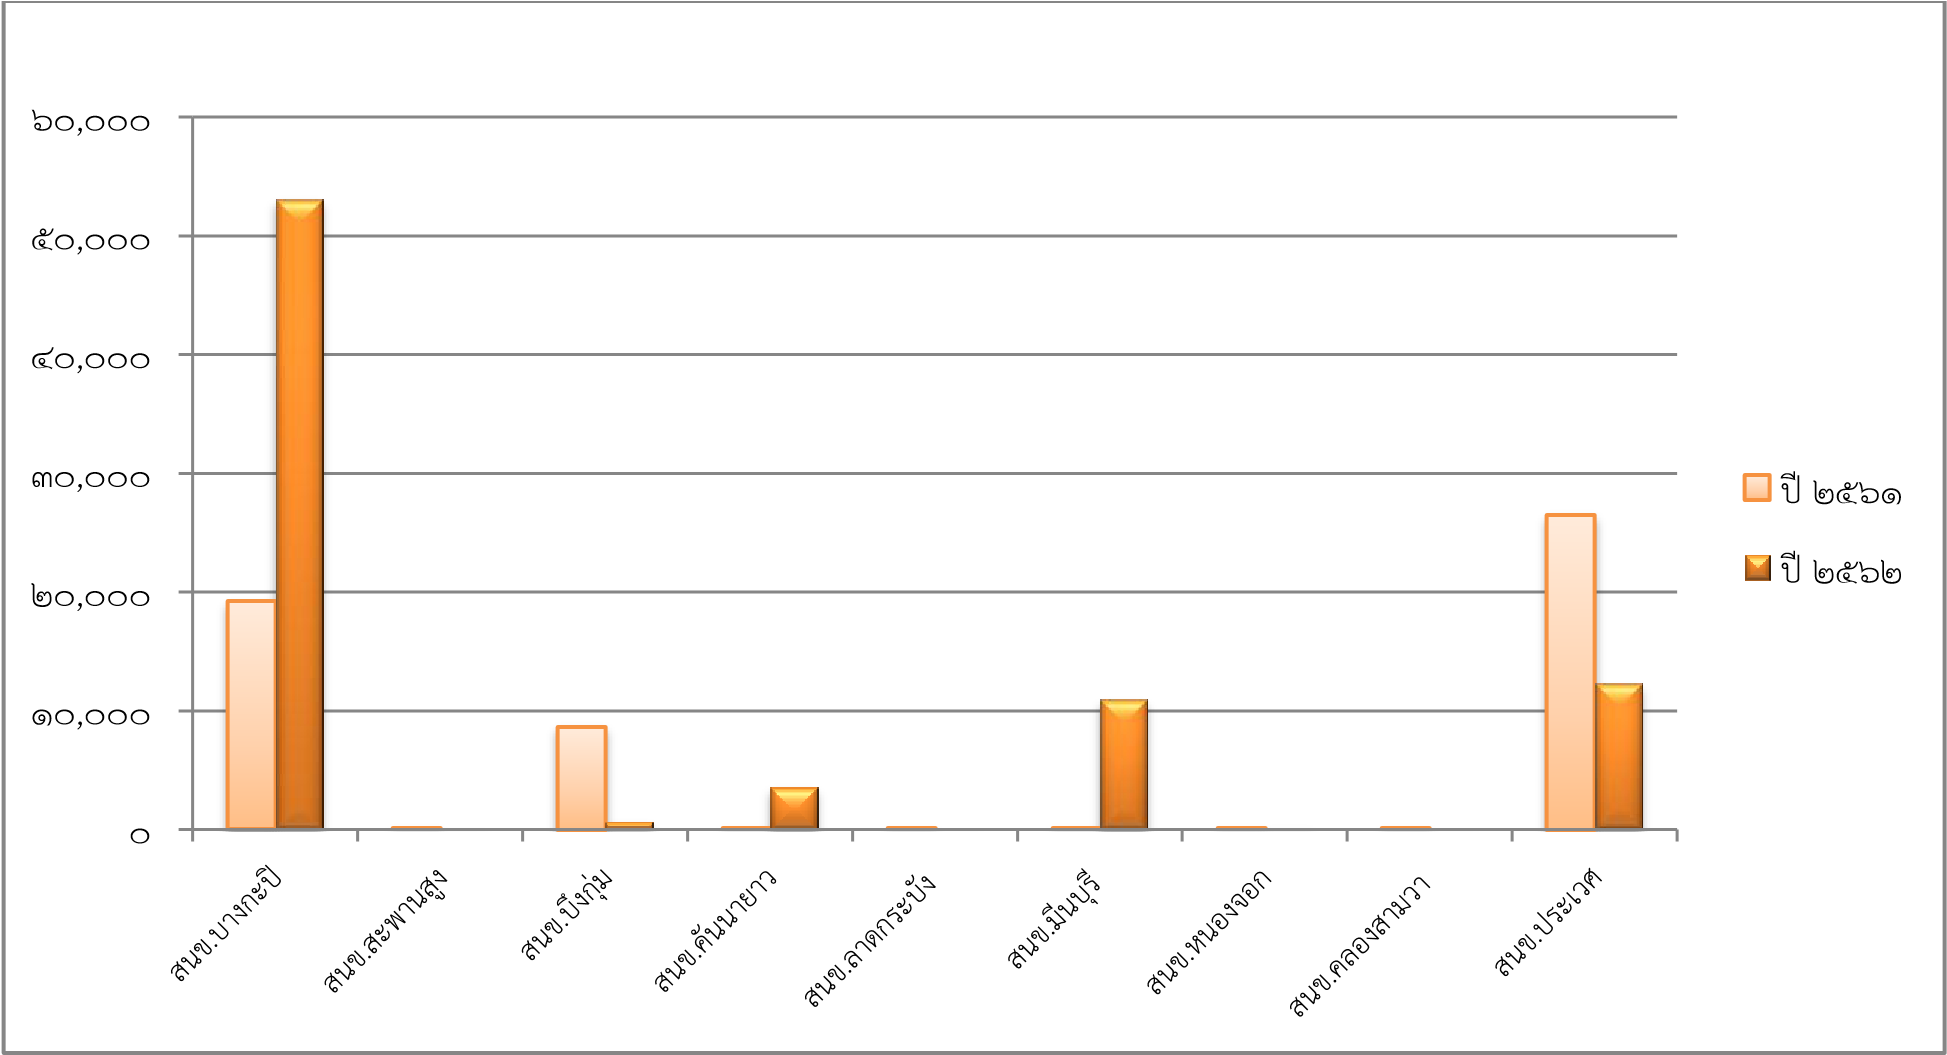 ๖๐,๐๐๐
๕๐,๐๐๐
๔๐,๐๐๐
๓๐,๐๐๐
๒๐,๐๐๐
๑๐,๐๐๐
๐
สนข.บางกะปิ
สนข.สะพานสูง
สนข.บึงกุ่ม
สนข.คันนายาว
สนข.ลาดกระบัง
สนข.มีนบุรี
สนข.หนองจอก
สนข.คลองสามวา
สนข.ประเวศ
ปี ๒๕๖๑
ปี ๒๕๖๒